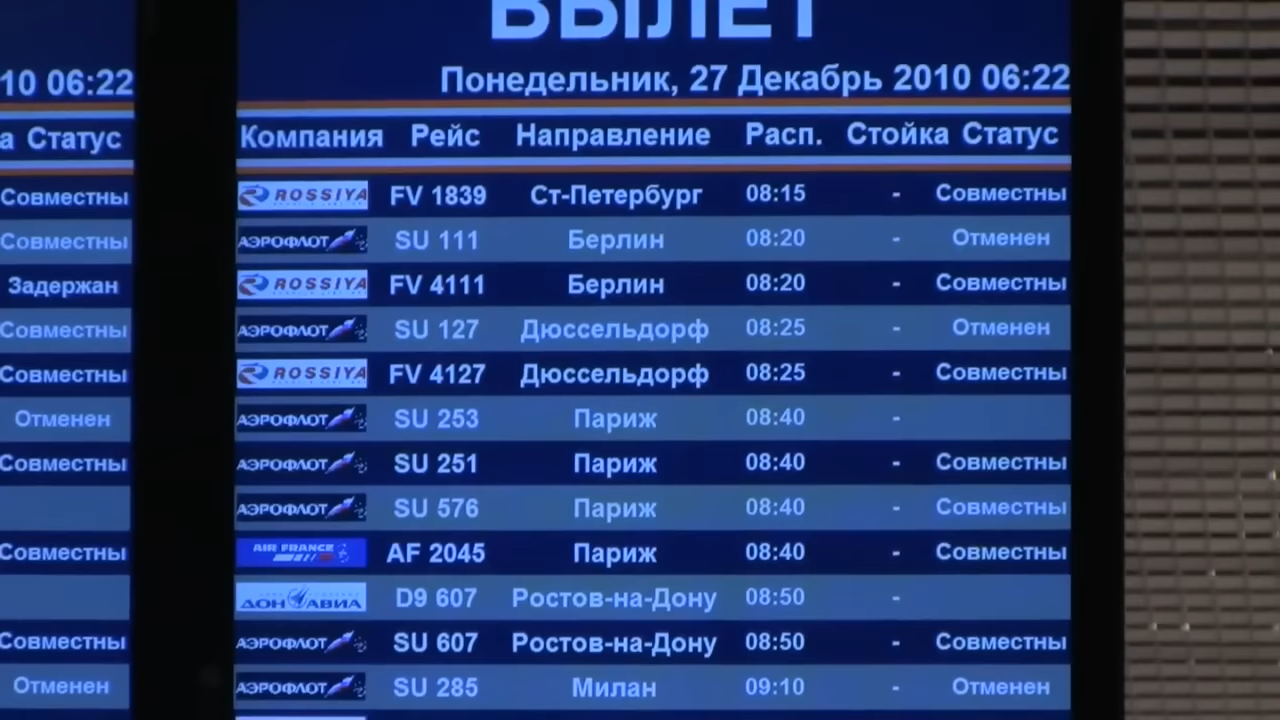 ВЫЛЕТ
10 06:22
Понедельник, 27 Декабрь 2010 06:22
а Статус
Компания Рейс Направление Расп. Стойка Статус
Совместны
ROSSIYA FV 1839 Ст-Петербург 08:15 - Совместны
Совместны
АЭРОФЛОТ SU 111 Берлин 08:20 - Отменен
Задержан
ROSSIYA FV 4111 Берлин 08:20 - Совместны
Совместны
АЭРОФЛОТ SU 127 Дюссельдорф 08:25 - Отменен
Совместны
ROSSIYA FV 4127 Дюссельдорф 08:25 - Совместны
Отменен
АЭРОФЛОТ SU 253 Париж 08:40 -
Совместны
АЭРОФЛОТ SU 251 Париж 08:40 - Совместны
АЭРОФЛОТ SU 576 Париж 08:40 - Совместны
Совместны
AIR FRANCE AF 2045 Париж 08:40 - Совместны
ДОНАВИА D9 607 Ростов-на-Дону 08:50 -
Совместны
АЭРОФЛОТ SU 607 Ростов-на-Дону 08:50 - Совместны
Отменен
АЭРОФЛОТ SU 285 Милан 09:10 - Отменен